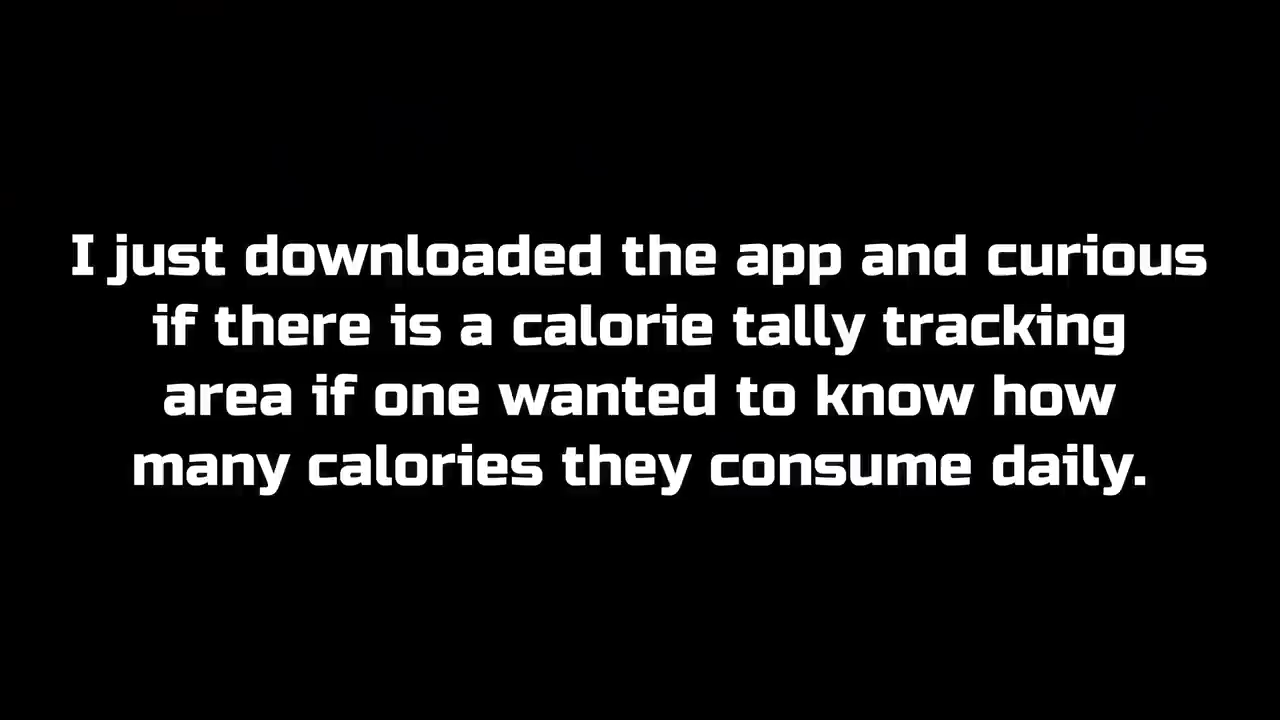 I just downloaded the app and curious
if there is a calorie tally tracking
area if one wanted to know how
many calories they consume daily.